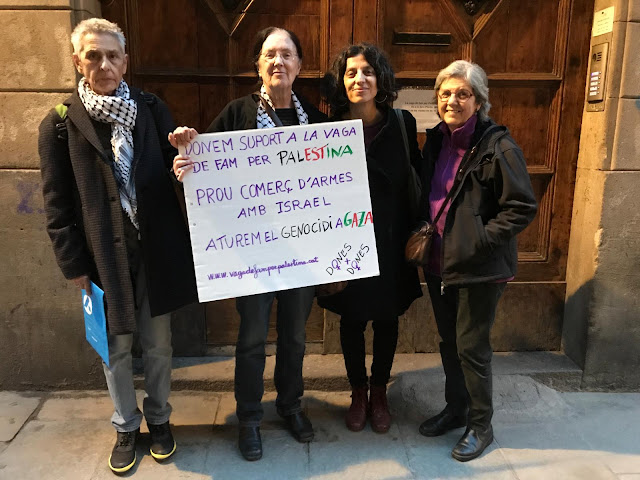 DONEM SUPORT A LA VAGA
DE FAM PER PALESTINA
PROU COMERÇ D'ARMES
AMB ISRAEL
ATUREM EL GENOCIDI A GAZA
www.vagadefamperpalestina.cat
DONES
X
DONES